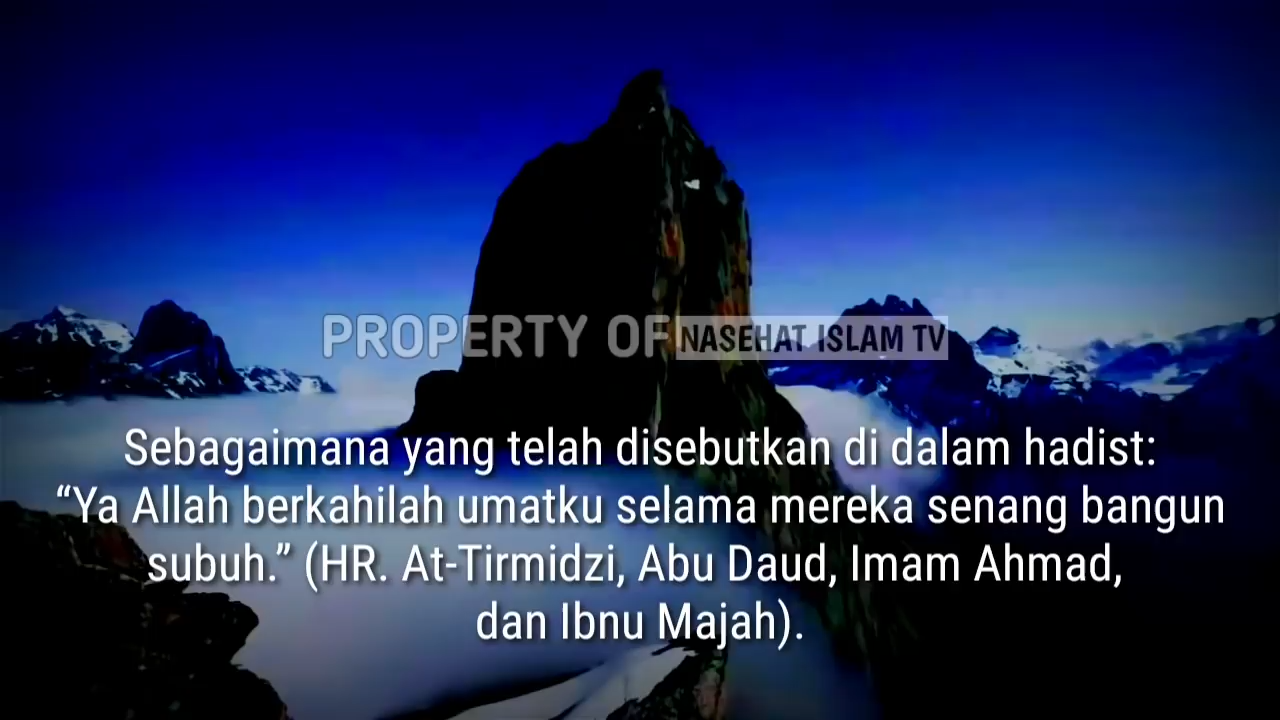 PROPERTY OF NASEHAT ISLAM TV
Sebagaimana yang telah disebutkan di dalam hadist:
“Ya Allah berkahilah umatku selama mereka senang bangun
subuh.” (HR. At-Tirmidzi, Abu Daud, Imam Ahmad,
dan Ibnu Majah).